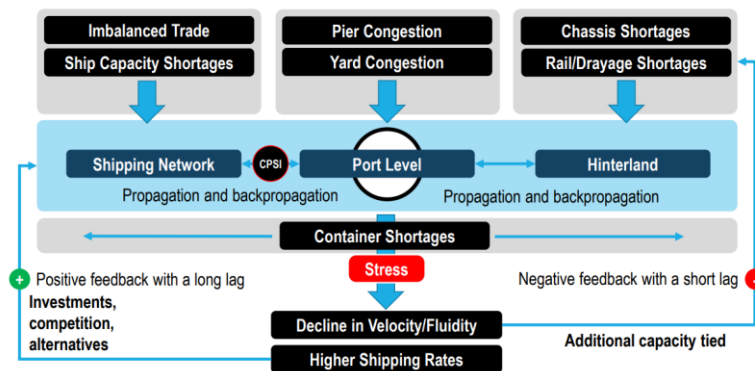 Imbalanced Trade
Ship Capacity Shortages
Pier Congestion
Yard Congestion
Chassis Shortages
Rail/Drayage Shortages
Shipping Network
CPSI
Port Level
Hinterland
Propagation and backpropagation
Propagation and backpropagation
Container Shortages
Stress
+
Positive feedback with a long lag
Investments,
competition,
alternatives
Negative feedback with a short lag
-
Decline in Velocity/Fluidity
Additional capacity tied
Higher Shipping Rates